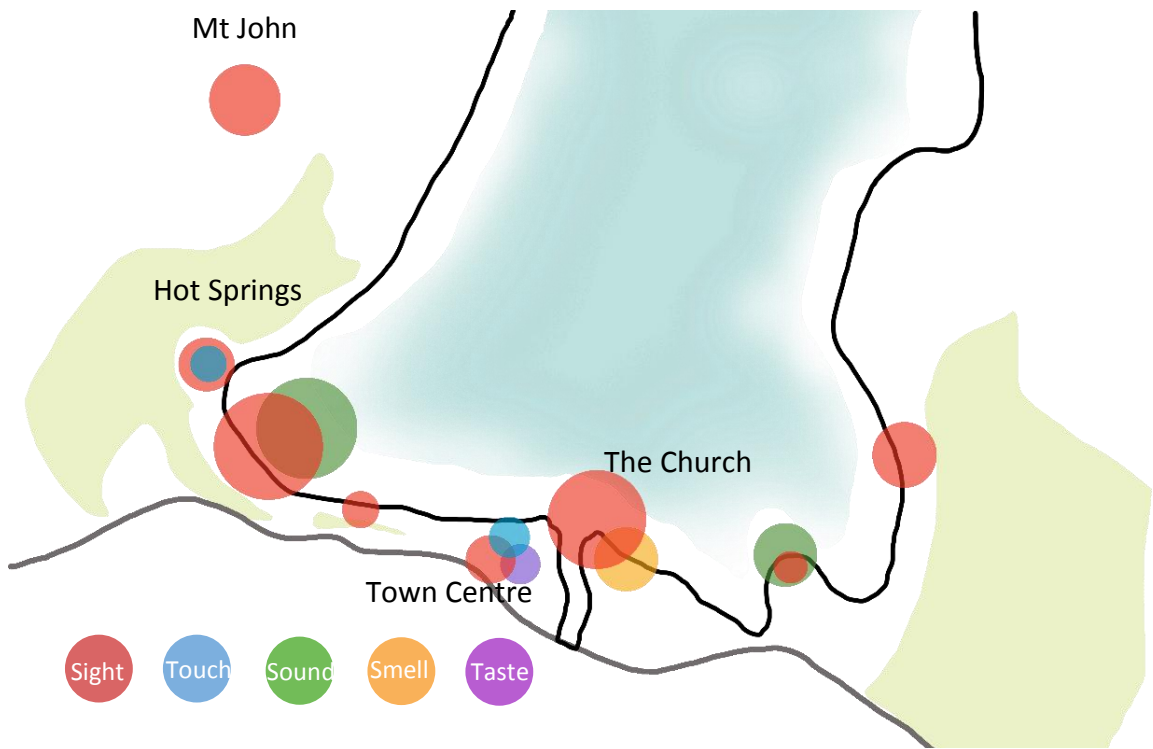 Mt John
Hot Springs
The Church
Town Centre
Sight
Touch
Sound
Smell
Taste